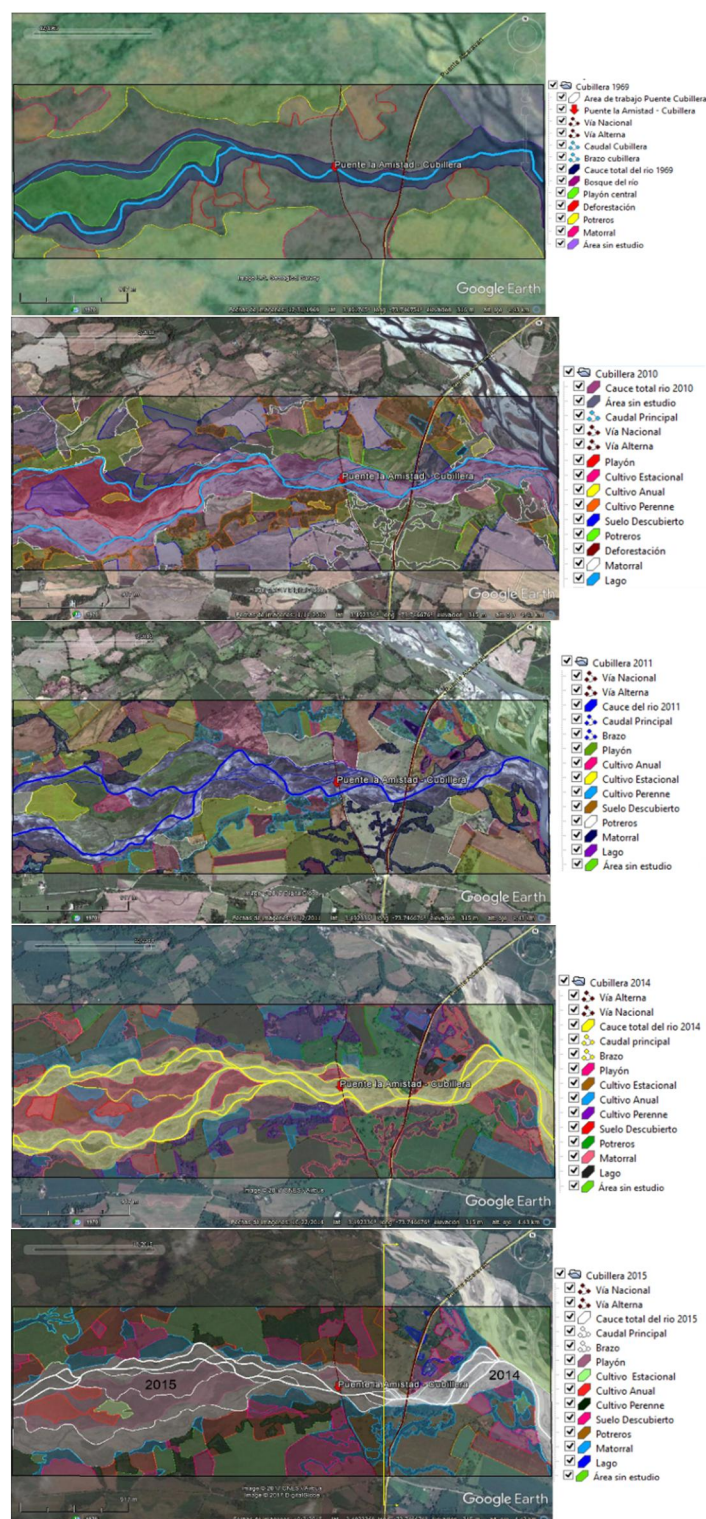 Cubillera 1969
Area de trabajo Puente Cubillera
Puente la Amistad - Cubillera
Vía Nacional
Vía Alterna
Caudal Cubillera
Brazo cubillera
Cauce total del rio 1969
Bosque del río
Playón central
Deforestación
Potreros
Matorral
Área sin estudio
Puente la Amistad - Cubillera
Google Earth
Cubillera 2010
Cauce total rio 2010
Área sin estudio
Caudal Principal
Vía Nacional
Vía Alterna
Playón
Cultivo Estacional
Cultivo Anual
Cultivo Perenne
Suelo Descubierto
Potreros
Deforestación
Matorral
Lago
Puente la Amistad - Cubillera
Google Earth
Cubillera 2011
Vía Nacional
Vía Alterna
Cauce del rio 2011
Caudal Principal
Brazo
Playón
Cultivo Anual
Cultivo Estacional
Cultivo Perenne
Suelo Descubierto
Potreros
Matorral
Lago
Área sin estudio
Puente la Amistad - Cubillera
Google Earth
Cubillera 2014
Vía Alterna
Vía Nacional
Cauce total del rio 2014
Caudal principal
Brazo
Playón
Cultivo Estacional
Cultivo Anual
Cultivo Perenne
Suelo Descubierto
Potreros
Matorral
Lago
Área sin estudio
Puente la Amistad - Cubillera
Google Earth
Cubillera 2015
Vía Nacional
Vía Alterna
Cauce total del rio 2015
Caudal Principal
Brazo
Playón
Cultivo Estacional
Cultivo Anual
Cultivo Perenne
Suelo Descubierto
Potreros
Matorral
Lago
Área sin estudio
2015
2014
Puente la Amistad - Cubillera
Google Earth